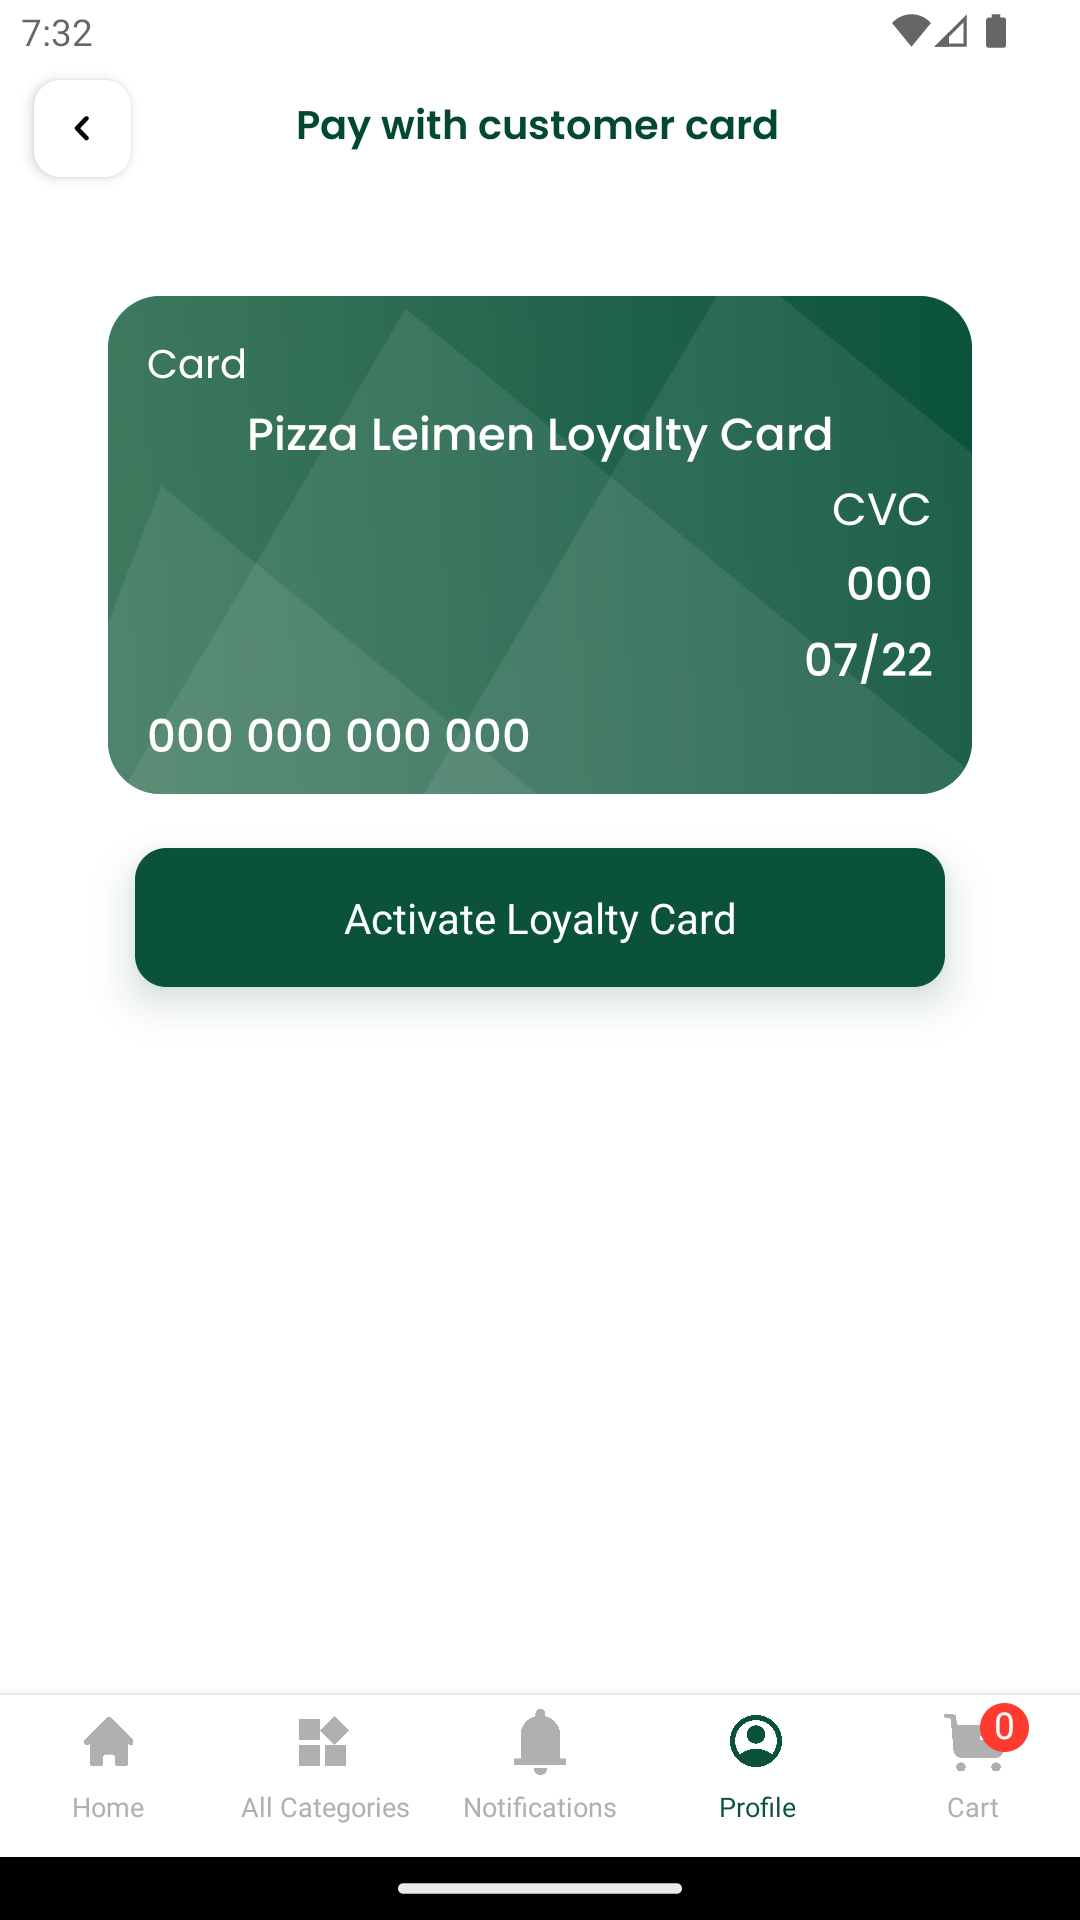 7:32
Pay with customer card
Card
Pizza Leimen Loyalty Card
CVC
000
07/22
000 000 000 000
Activate Loyalty Card
0
Home
All Categories
Notifications
Profile
Cart